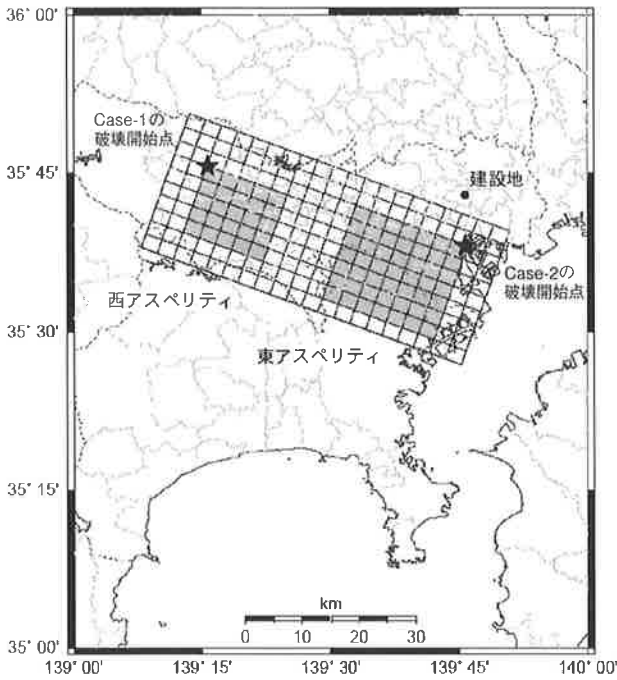 36° 00'
Case-1の
破壊開始点
35° 45'
建設地
Case-2の
破壊開始点
西アスペリティ
35° 30'
東アスペリティ
35° 15'
km
0 10 20 30
35° 00'
139° 00' 139° 15' 139° 30' 139° 45' 140° 00'